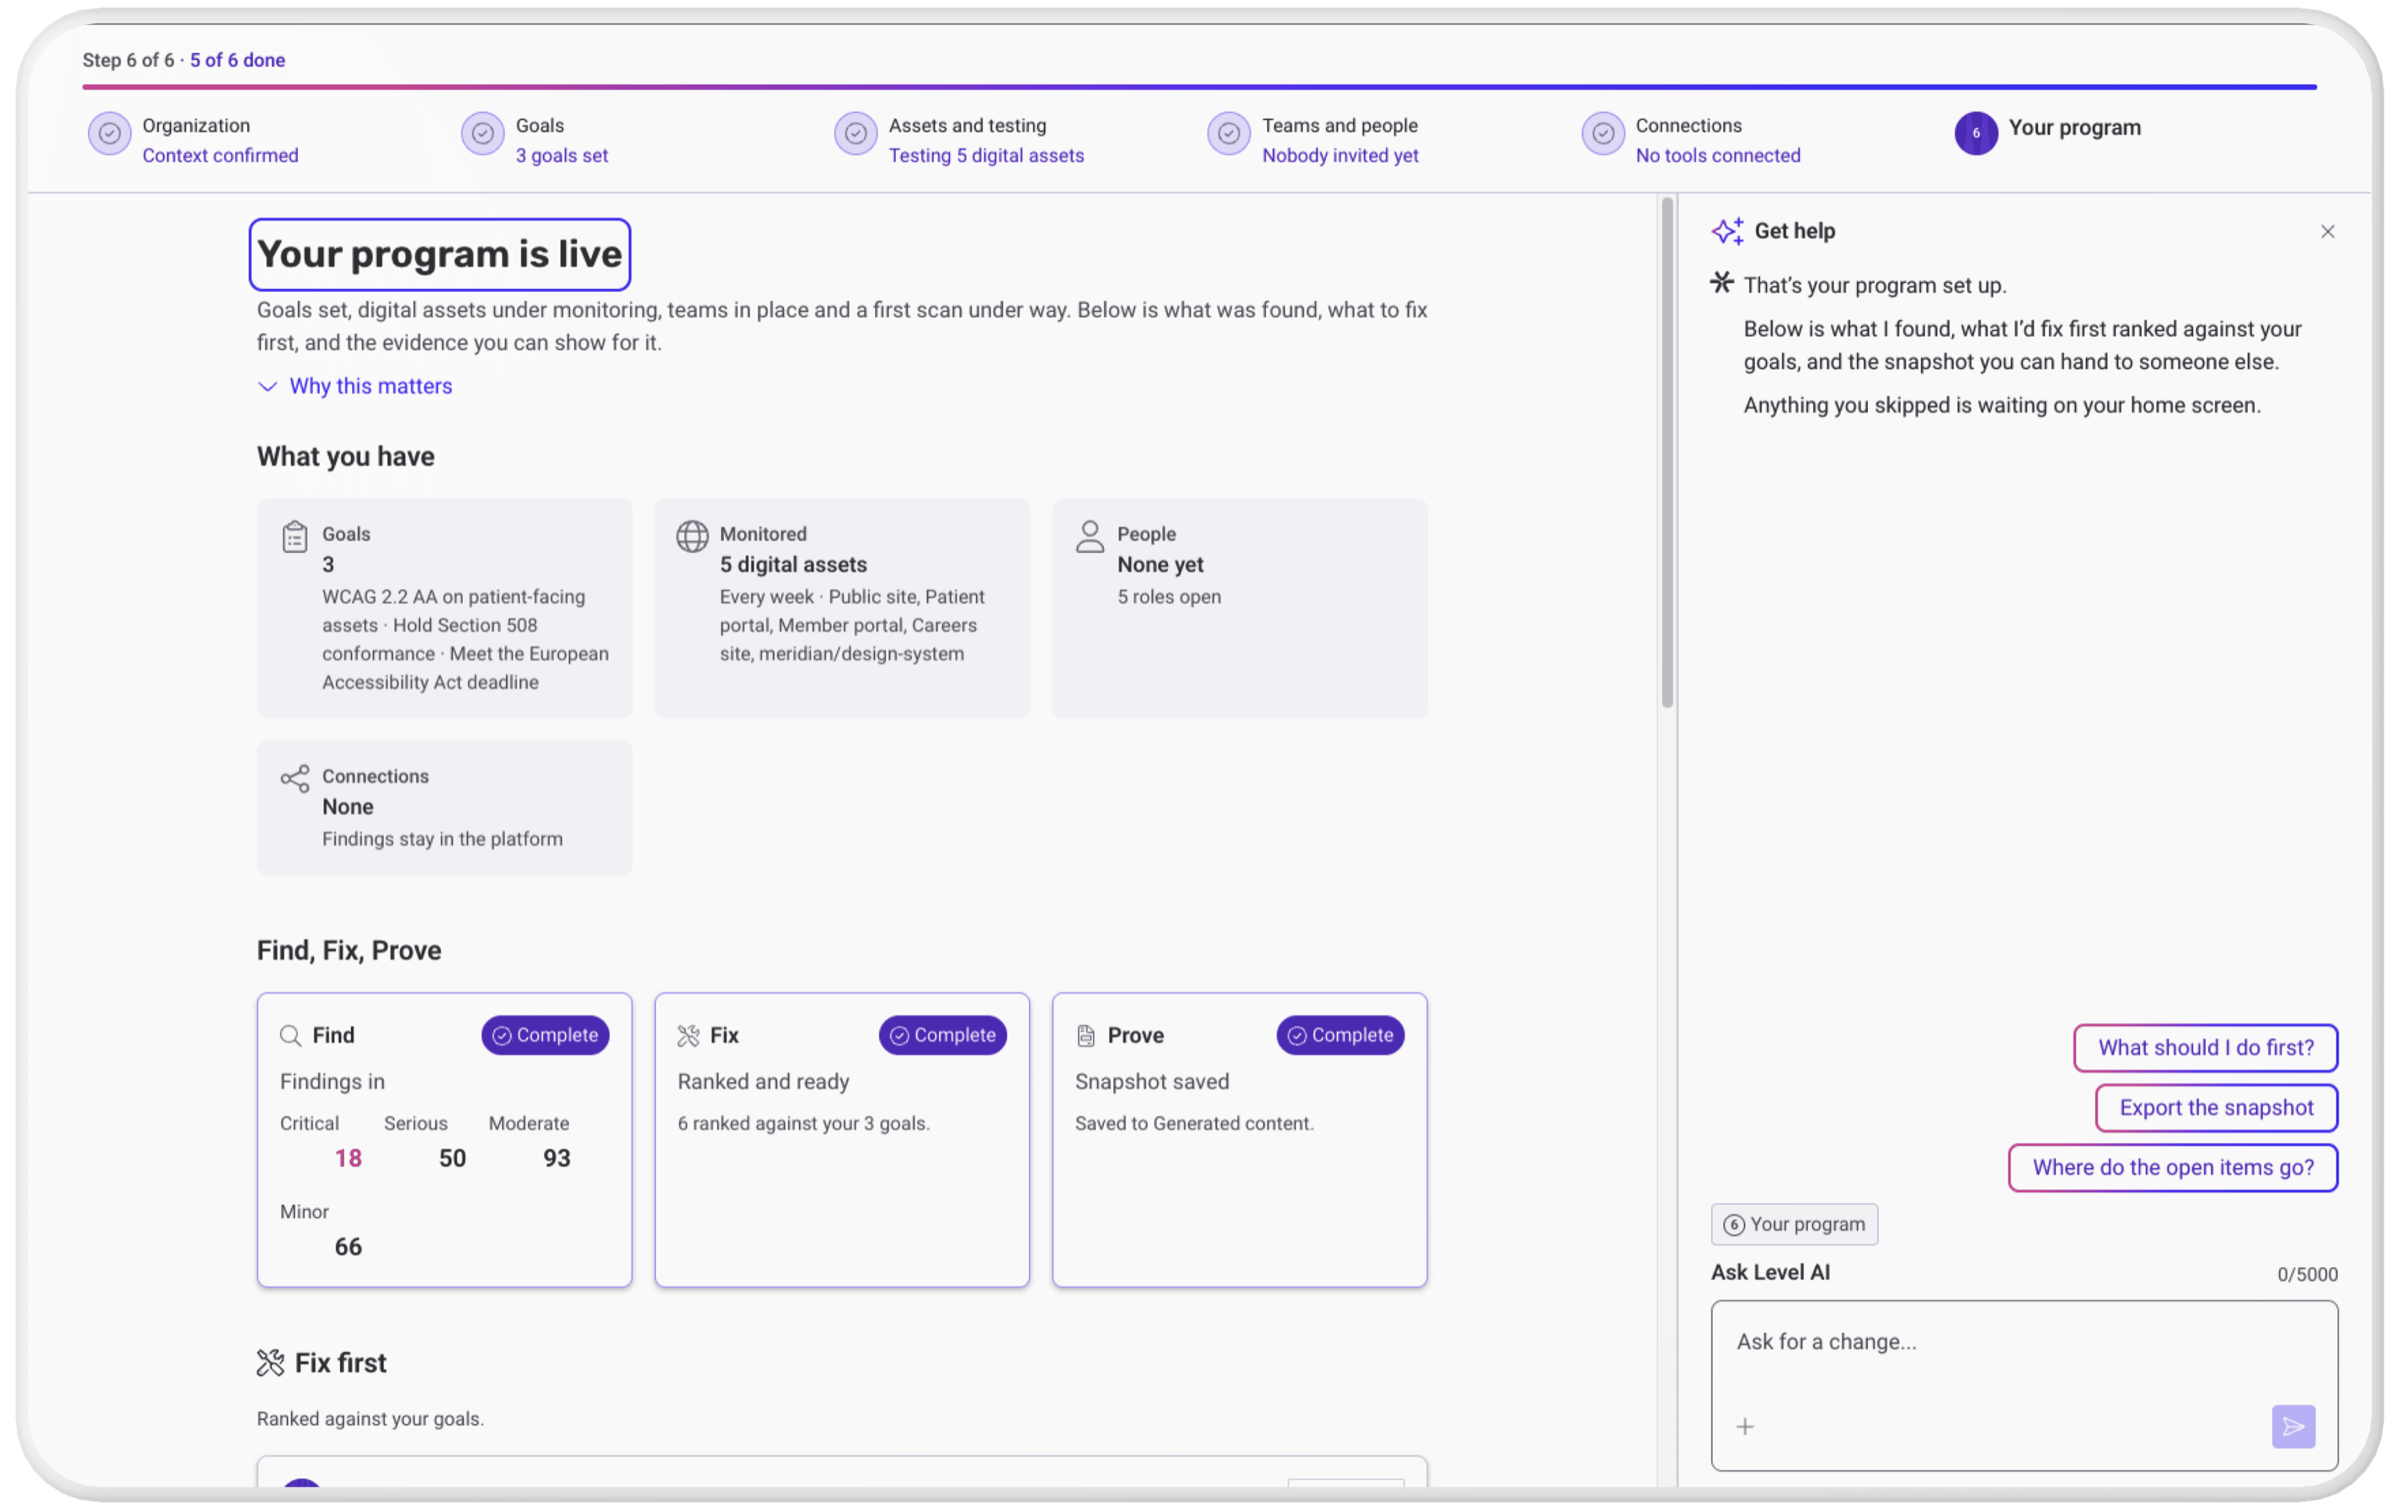 Step 6 of 6 · 5 of 6 done
Organization
Context confirmed
Goals
3 goals set
Assets and testing
Testing 5 digital assets
Teams and people
Nobody invited yet
Connections
No tools connected
6
Your program
Your program is live
Goals set, digital assets under monitoring, teams in place and a first scan under way. Below is what was found, what to fix
first, and the evidence you can show for it.
Why this matters
What you have
Goals
3
WCAG 2.2 AA on patient-facing
assets · Hold Section 508
conformance · Meet the European
Accessibility Act deadline
Monitored
5 digital assets
Every week · Public site, Patient
portal, Member portal, Careers
site, meridian/design-system
People
None yet
5 roles open
Connections
None
Findings stay in the platform
Find, Fix, Prove
Find
Complete
Findings in
Critical Serious Moderate
18 50 93
Minor
66
Fix
Complete
Ranked and ready
6 ranked against your 3 goals.
Prove
Complete
Snapshot saved
Saved to Generated content.
Fix first
Ranked against your goals.
Get help
That's your program set up.
Below is what I found, what I'd fix first ranked against your
goals, and the snapshot you can hand to someone else.
Anything you skipped is waiting on your home screen.
What should I do first?
Export the snapshot
Where do the open items go?
6 Your program
Ask Level AI
0/5000
Ask for a change...